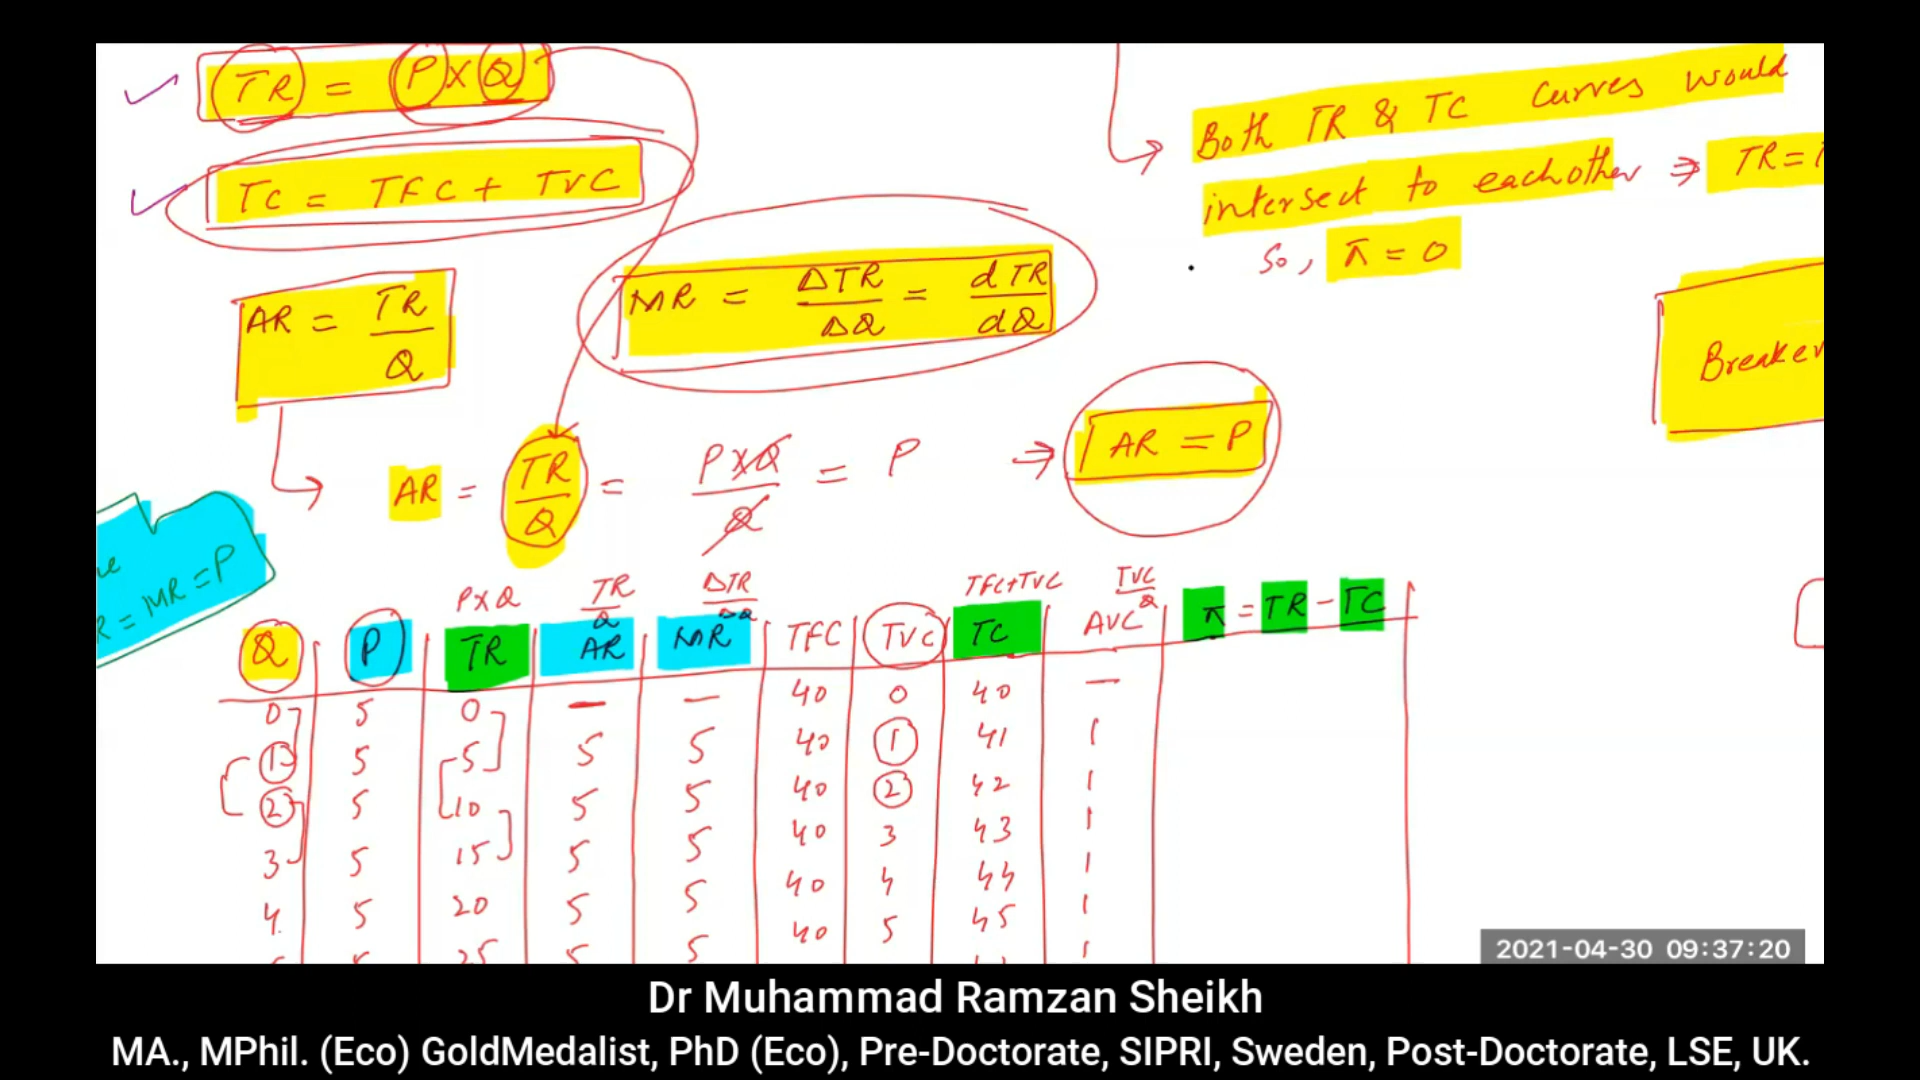 TR = P X Q
TC = TFC + TVC
AR = TR / Q
MR = ΔTR / ΔQ = dTR / dQ
AR = TR / Q = P X Q / Q = P ⇒ AR = P
Both TR & TC curves would
intersect to eachother ⇒ TR =
So, π = 0
Breake
= MR = P
PXQ TR/Q ΔTR/ΔQ TFC+TVC TVC/Q
Q P TR AR MR TFC TVC TC AVC π = TR - TC
0 5 0 — — 40 0 40 —
1 5 5 5 5 40 1 41 1
2 5 10 5 5 40 2 42 1
3 5 15 5 5 40 3 43 1
4 5 20 5 5 40 4 44 1
5 25 5 5 40 5 45 1
2021-04-30 09:37:20
Dr Muhammad Ramzan Sheikh
MA., MPhil. (Eco) GoldMedalist, PhD (Eco), Pre-Doctorate, SIPRI, Sweden, Post-Doctorate, LSE, UK.